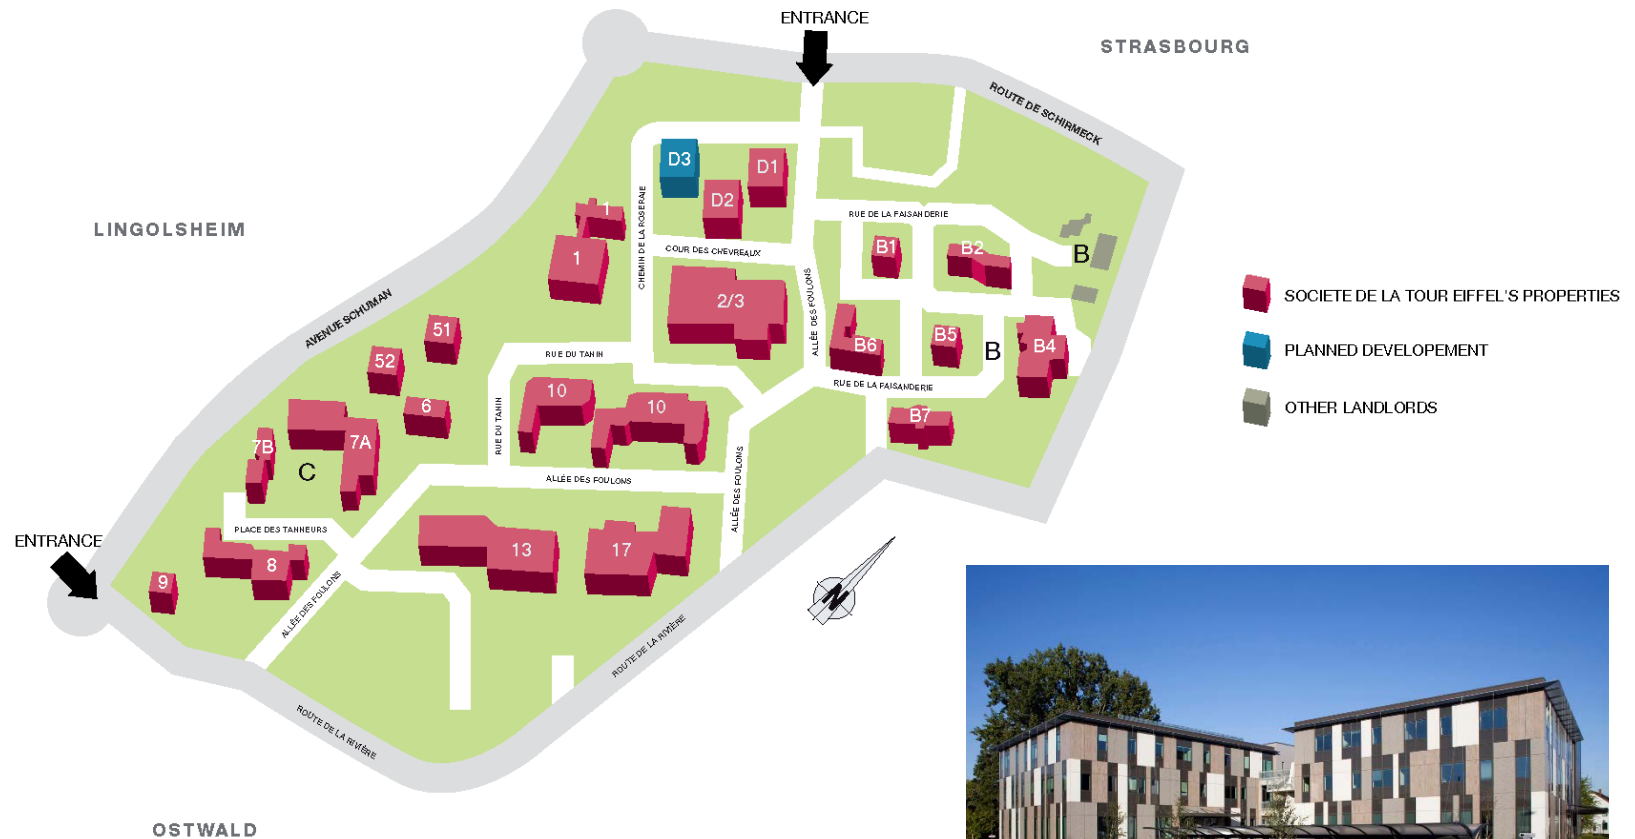 ENTRANCE
STRASBOURG
ROUTE DE SCHIRMECK
D3
D1
D2
1
RUE DE LA FAISANDERIE
LINGOLSHEIM
CHEMIN DE LA ROSERAIE
COUR DES CHEVREAUX
B1
B2
B
1
2/3
ALLÉE DES FOULONS
SOCIETE DE LA TOUR EIFFEL'S PROPERTIES
AVENUE SCHUMAN
51
B6
B5
B
B4
PLANNED DEVELOPEMENT
52
RUE DU TANIN
RUE DE LA FAISANDERIE
6
10
10
B7
OTHER LANDLORDS
7B
7A
RUE DU TANIN
C
ALLÉE DES FOULONS
ALLÉE DES FOULONS
PLACE DES TANNEURS
ENTRANCE
13
17
8
9
ALLÉE DES FOULONS
N
ROUTE DE LA RIVIÈRE
ROUTE DE LA RIVIÈRE
OSTWALD